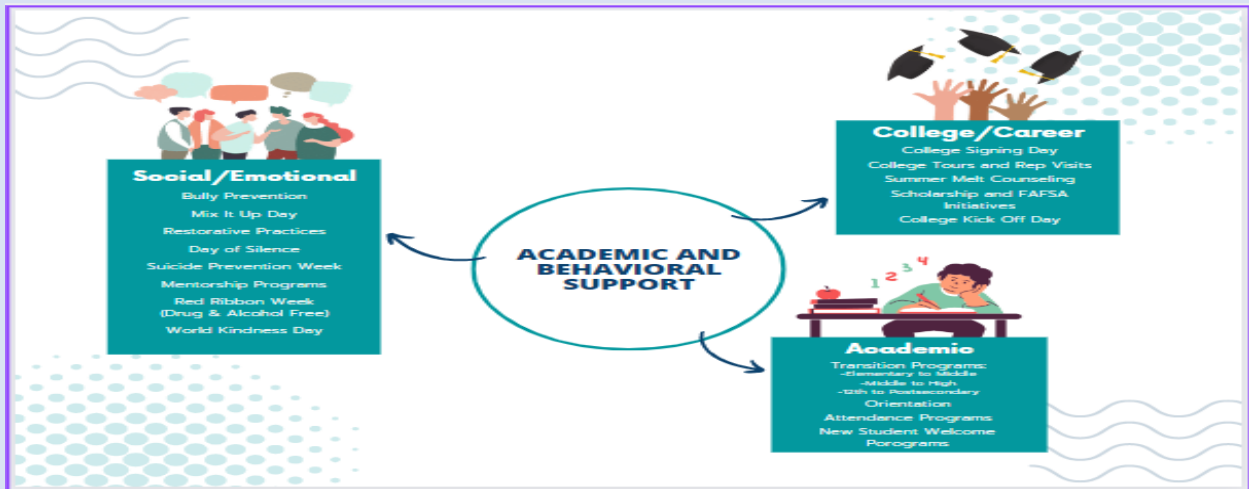 Social/Emotional
Bully Prevention
Mix It Up Day
Restorative Practices
Day of Silence
Suicide Prevention Week
Mentorship Programs
Red Ribbon Week
(Drug & Alcohol Free)
World Kindness Day
ACADEMIC AND
BEHAVIORAL
SUPPORT
College/Career
College Signing Day
College Tours and Rep Visits
Summer Melt Counseling
Scholarship and FAFSA
Initiatives
College Kick Off Day
1 2 3 4
Academic
Transition Programs:
-Elementary to Middle
-Middle to High
-12th to Postsecondary
Orientation
Attendance Programs
New Student Welcome
Porograms